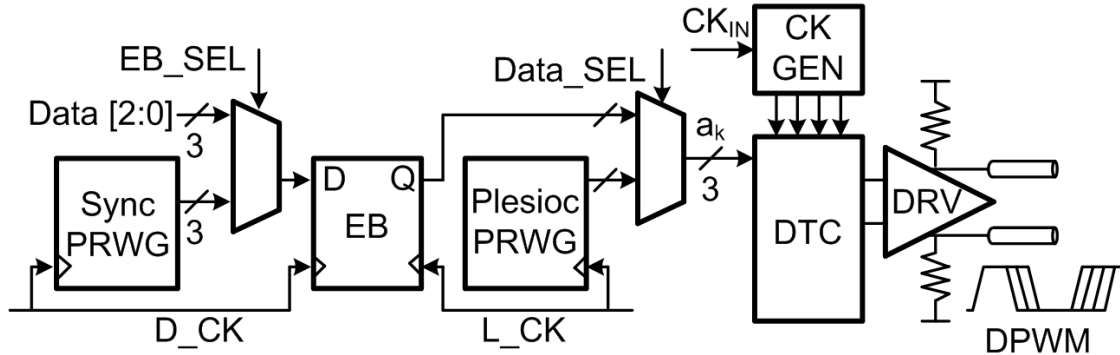 CK_IN
CK
GEN
EB_SEL
Data_SEL
Data [2:0]
3
a_k
3
D Q
EB
Sync
PRWG
3
Plesioc
PRWG
DTC
DRV
D_CK
L_CK
DPWM